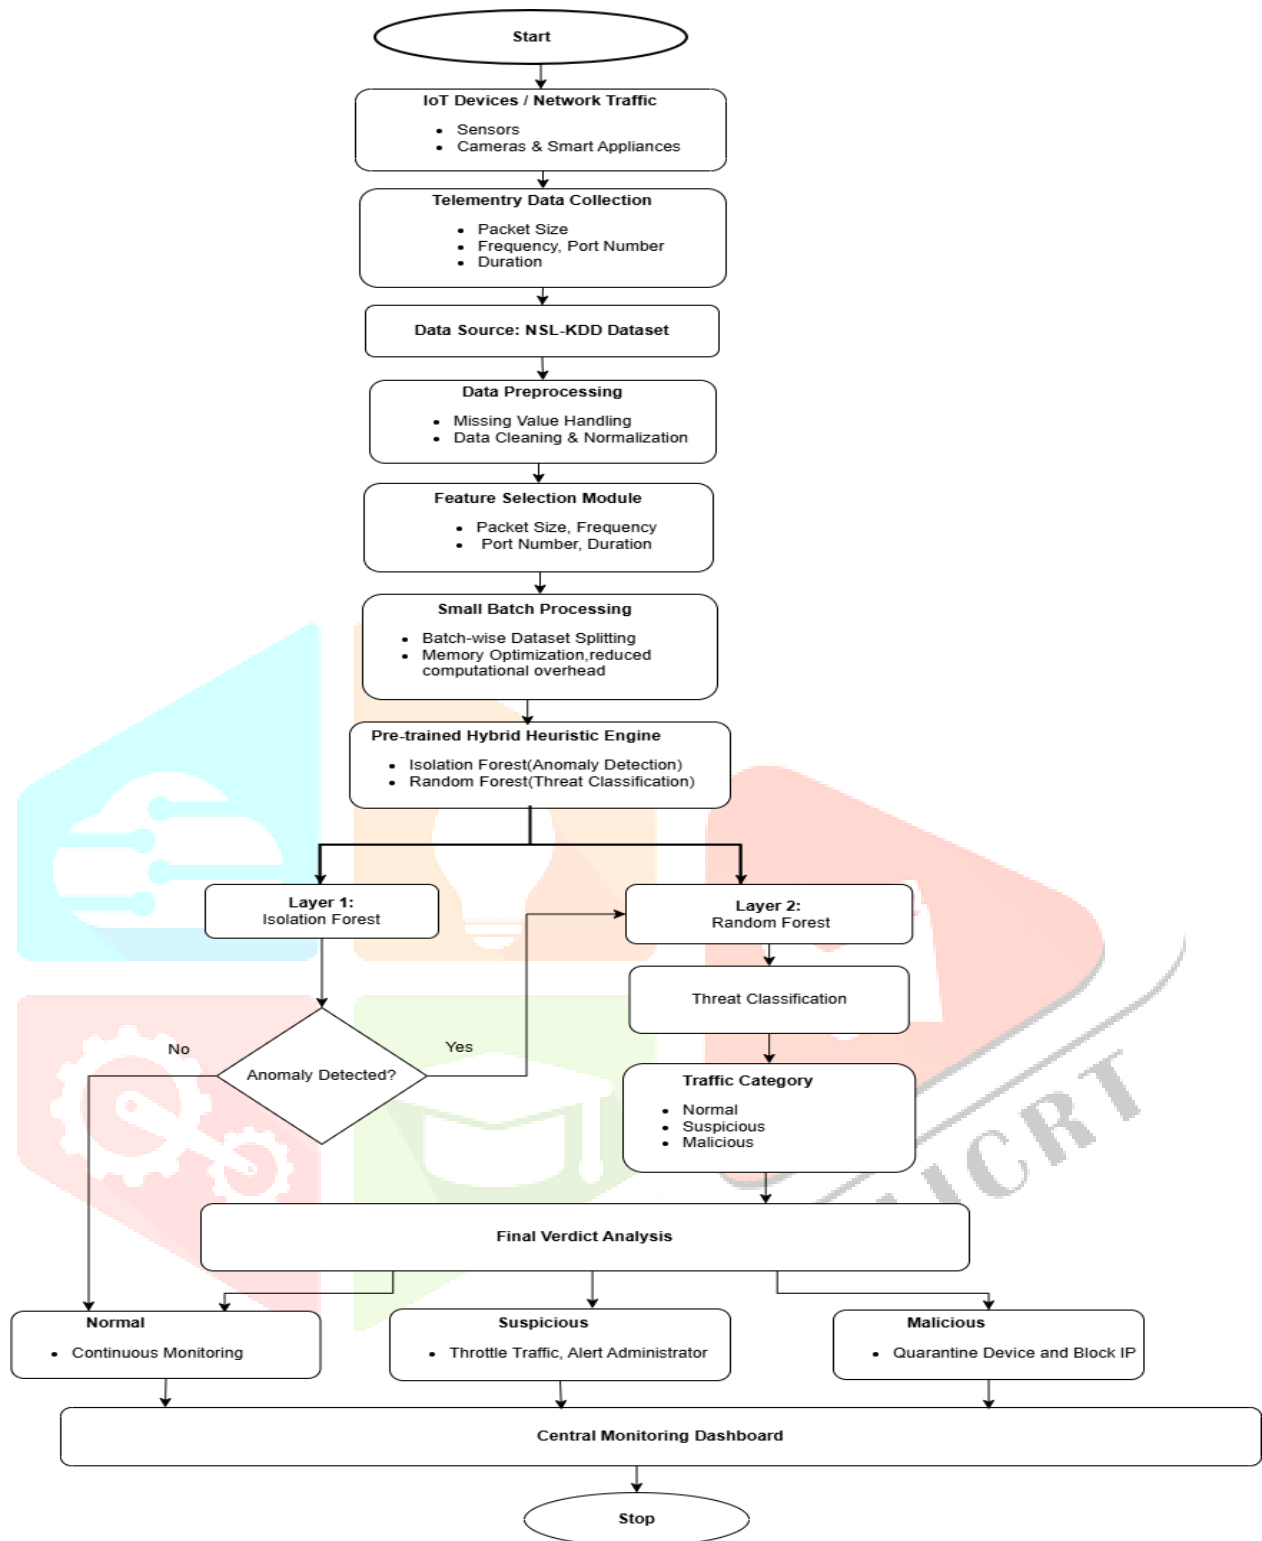 Start
IoT Devices / Network Traffic
• Sensors
• Cameras & Smart Appliances
Telementry Data Collection
• Packet Size
• Frequency, Port Number
• Duration
Data Source: NSL-KDD Dataset
Data Preprocessing
• Missing Value Handling
• Data Cleaning & Normalization
Feature Selection Module
• Packet Size, Frequency
• Port Number, Duration
Small Batch Processing
• Batch-wise Dataset Splitting
• Memory Optimization,reduced
computational overhead
Pre-trained Hybrid Heuristic Engine
• Isolation Forest(Anomaly Detection)
• Random Forest(Threat Classification)
Layer 1:
Isolation Forest
Layer 2:
Random Forest
Threat Classification
No
Anomaly Detected?
Yes
Traffic Category
• Normal
• Suspicious
• Malicious
IJCRT
Final Verdict Analysis
Normal
• Continuous Monitoring
Suspicious
• Throttle Traffic, Alert Administrator
Malicious
• Quarantine Device and Block IP
Central Monitoring Dashboard
Stop